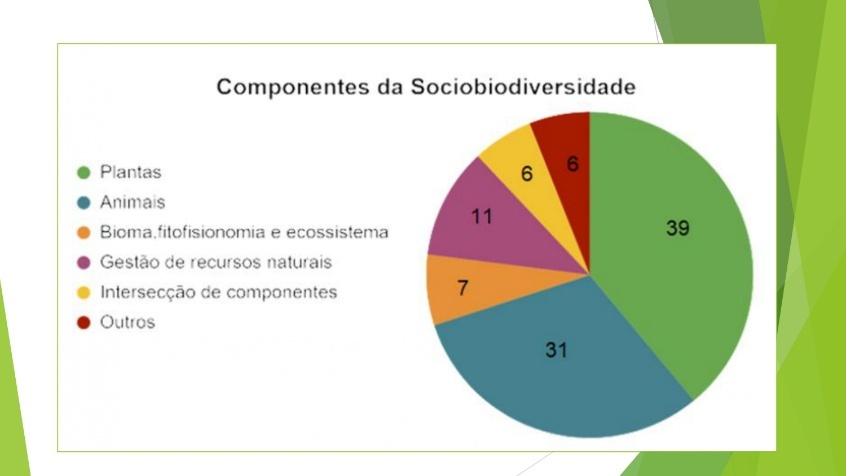 Componentes da Sociobiodiversidade
Plantas
Animais
Bioma,fitofisionomia e ecossistema
Gestão de recursos naturais
Intersecção de componentes
Outros
6
6
11
39
7
31